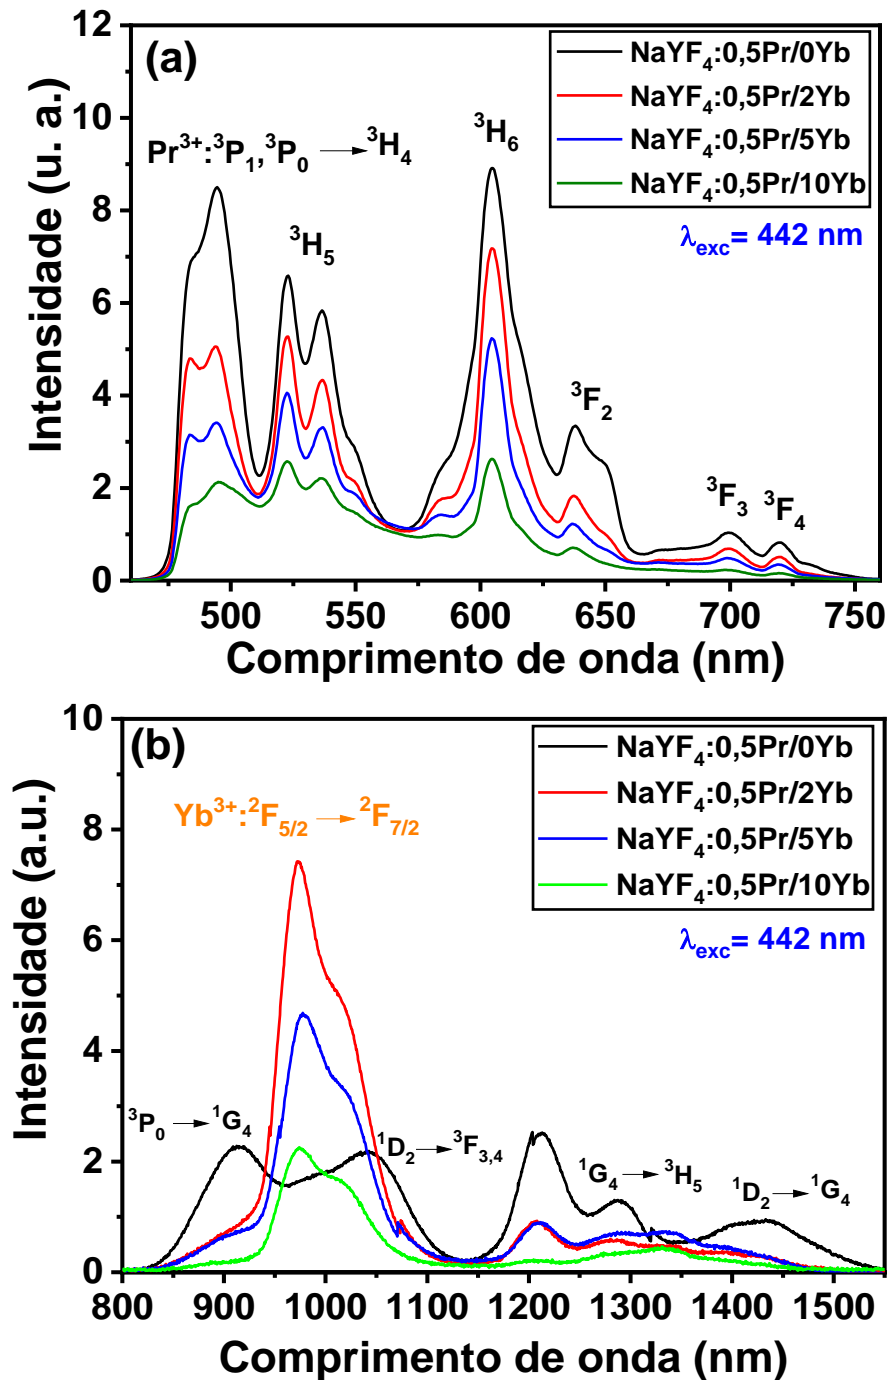 (a)
NaYF₄:0,5Pr/0Yb
NaYF₄:0,5Pr/2Yb
NaYF₄:0,5Pr/5Yb
NaYF₄:0,5Pr/10Yb
λexc= 442 nm
Pr³⁺:³P₁,³P₀ → ³H₄
³H₅
³H₆
³F₂
³F₃
³F₄
Intensidade (u. a.)
12
10
8
6
4
2
0
500 550 600 650 700 750
Comprimento de onda (nm)
(b)
NaYF₄:0,5Pr/0Yb
NaYF₄:0,5Pr/2Yb
NaYF₄:0,5Pr/5Yb
NaYF₄:0,5Pr/10Yb
λexc= 442 nm
Yb³⁺:²F5/2 → ²F7/2
³P₀ → ¹G₄
¹D₂ → ³F₃,₄
¹G₄ → ³H₅
¹D₂ → ¹G₄
Intensidade (a.u.)
10
8
6
4
2
0
800 900 1000 1100 1200 1300 1400 1500
Comprimento de onda (nm)